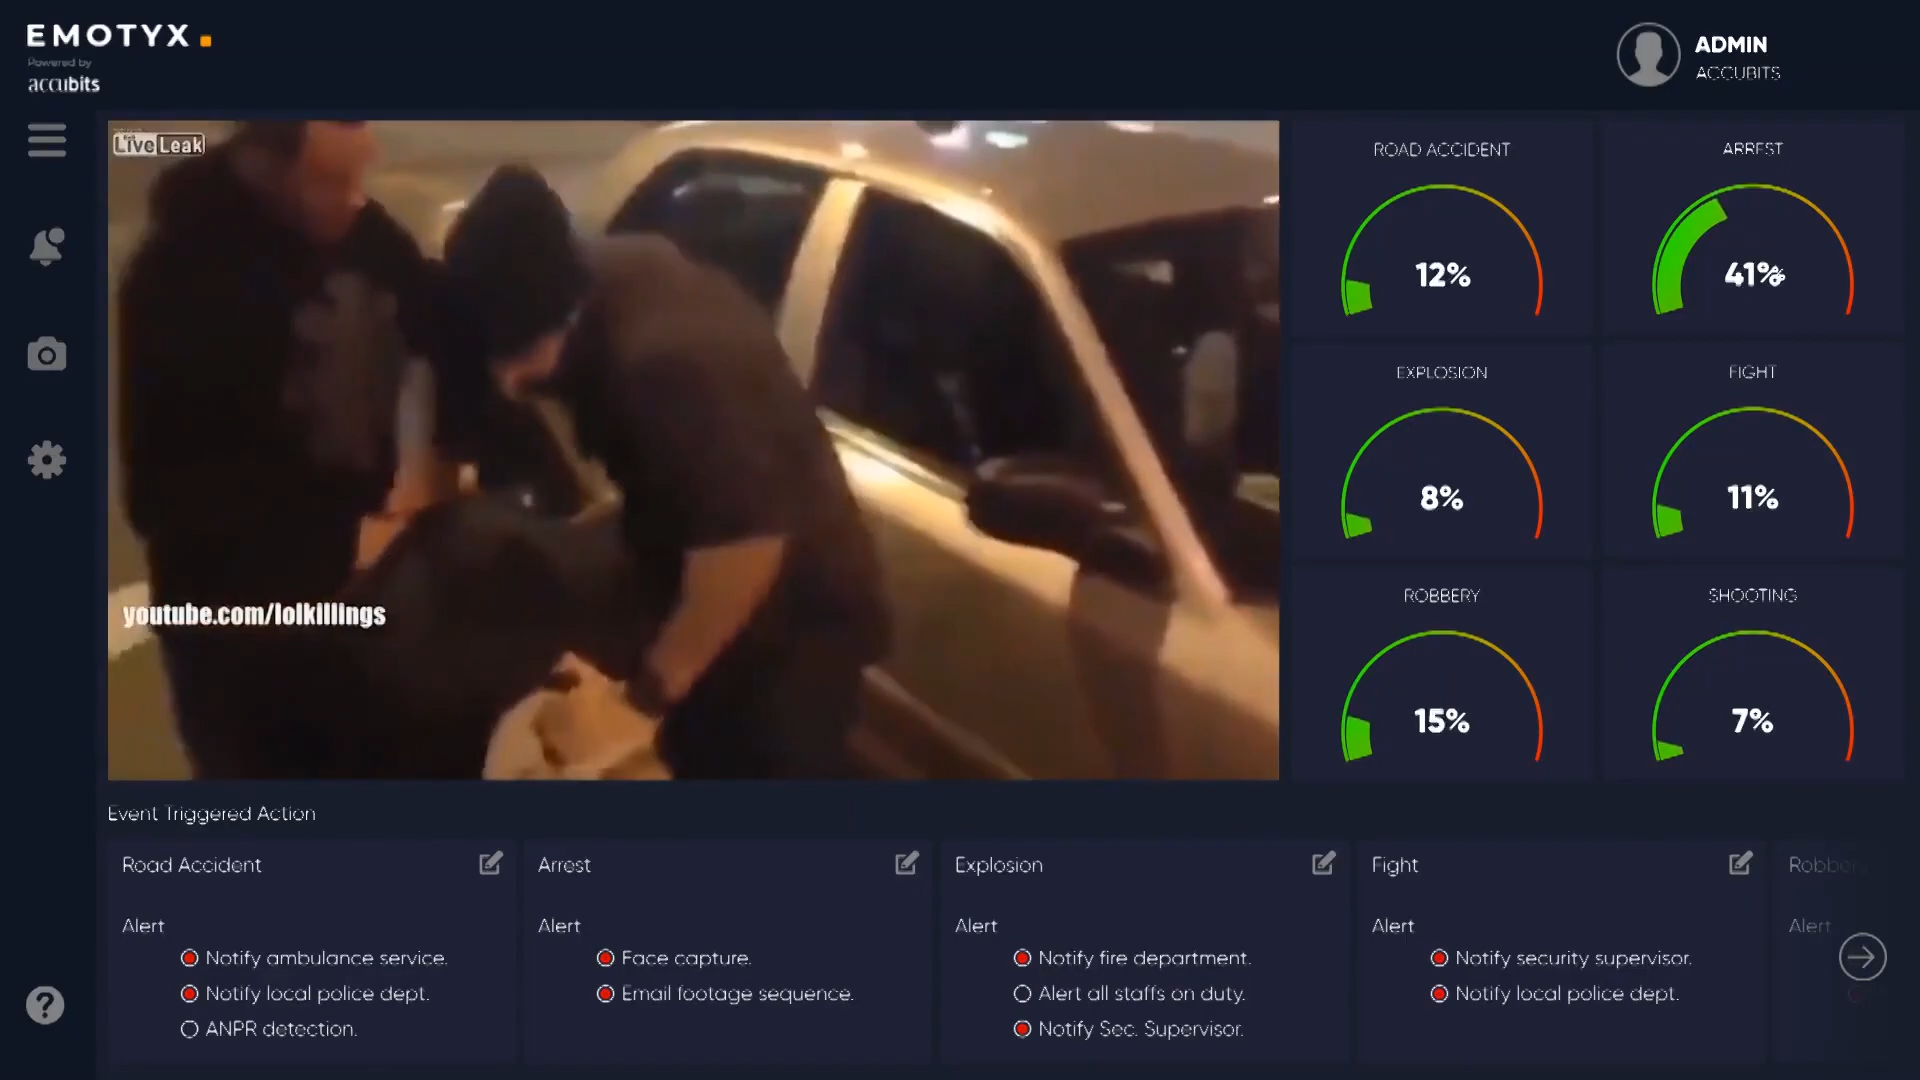 EMOTYX
Powered by
accubits
ADMIN
ACCUBITS
LiveLeak
youtube.com/lolkillings
ROAD ACCIDENT
12%
ARREST
41%
EXPLOSION
8%
FIGHT
11%
ROBBERY
15%
SHOOTING
7%
Event Triggered Action
Road Accident
Alert
Notify ambulance service.
Notify local police dept.
ANPR detection.
Arrest
Alert
Face capture.
Email footage sequence.
Explosion
Alert
Notify fire department.
Alert all staffs on duty.
Notify Sec. Supervisor.
Fight
Alert
Notify security supervisor.
Notify local police dept.
Alert
?